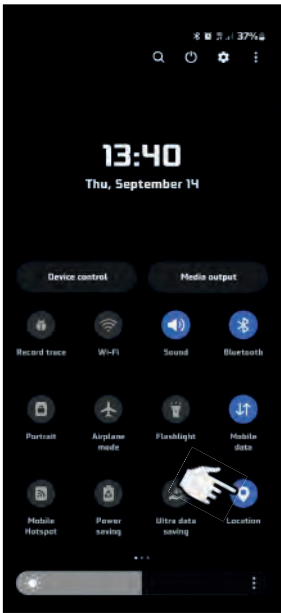 37%
13:40
Thu, September 14
Device control Media output
Record trace Wi-Fi Sound Bluetooth
Portrait Airplane mode Flashlight Mobile data
Mobile Hotspot Power saving Ultra data saving Location